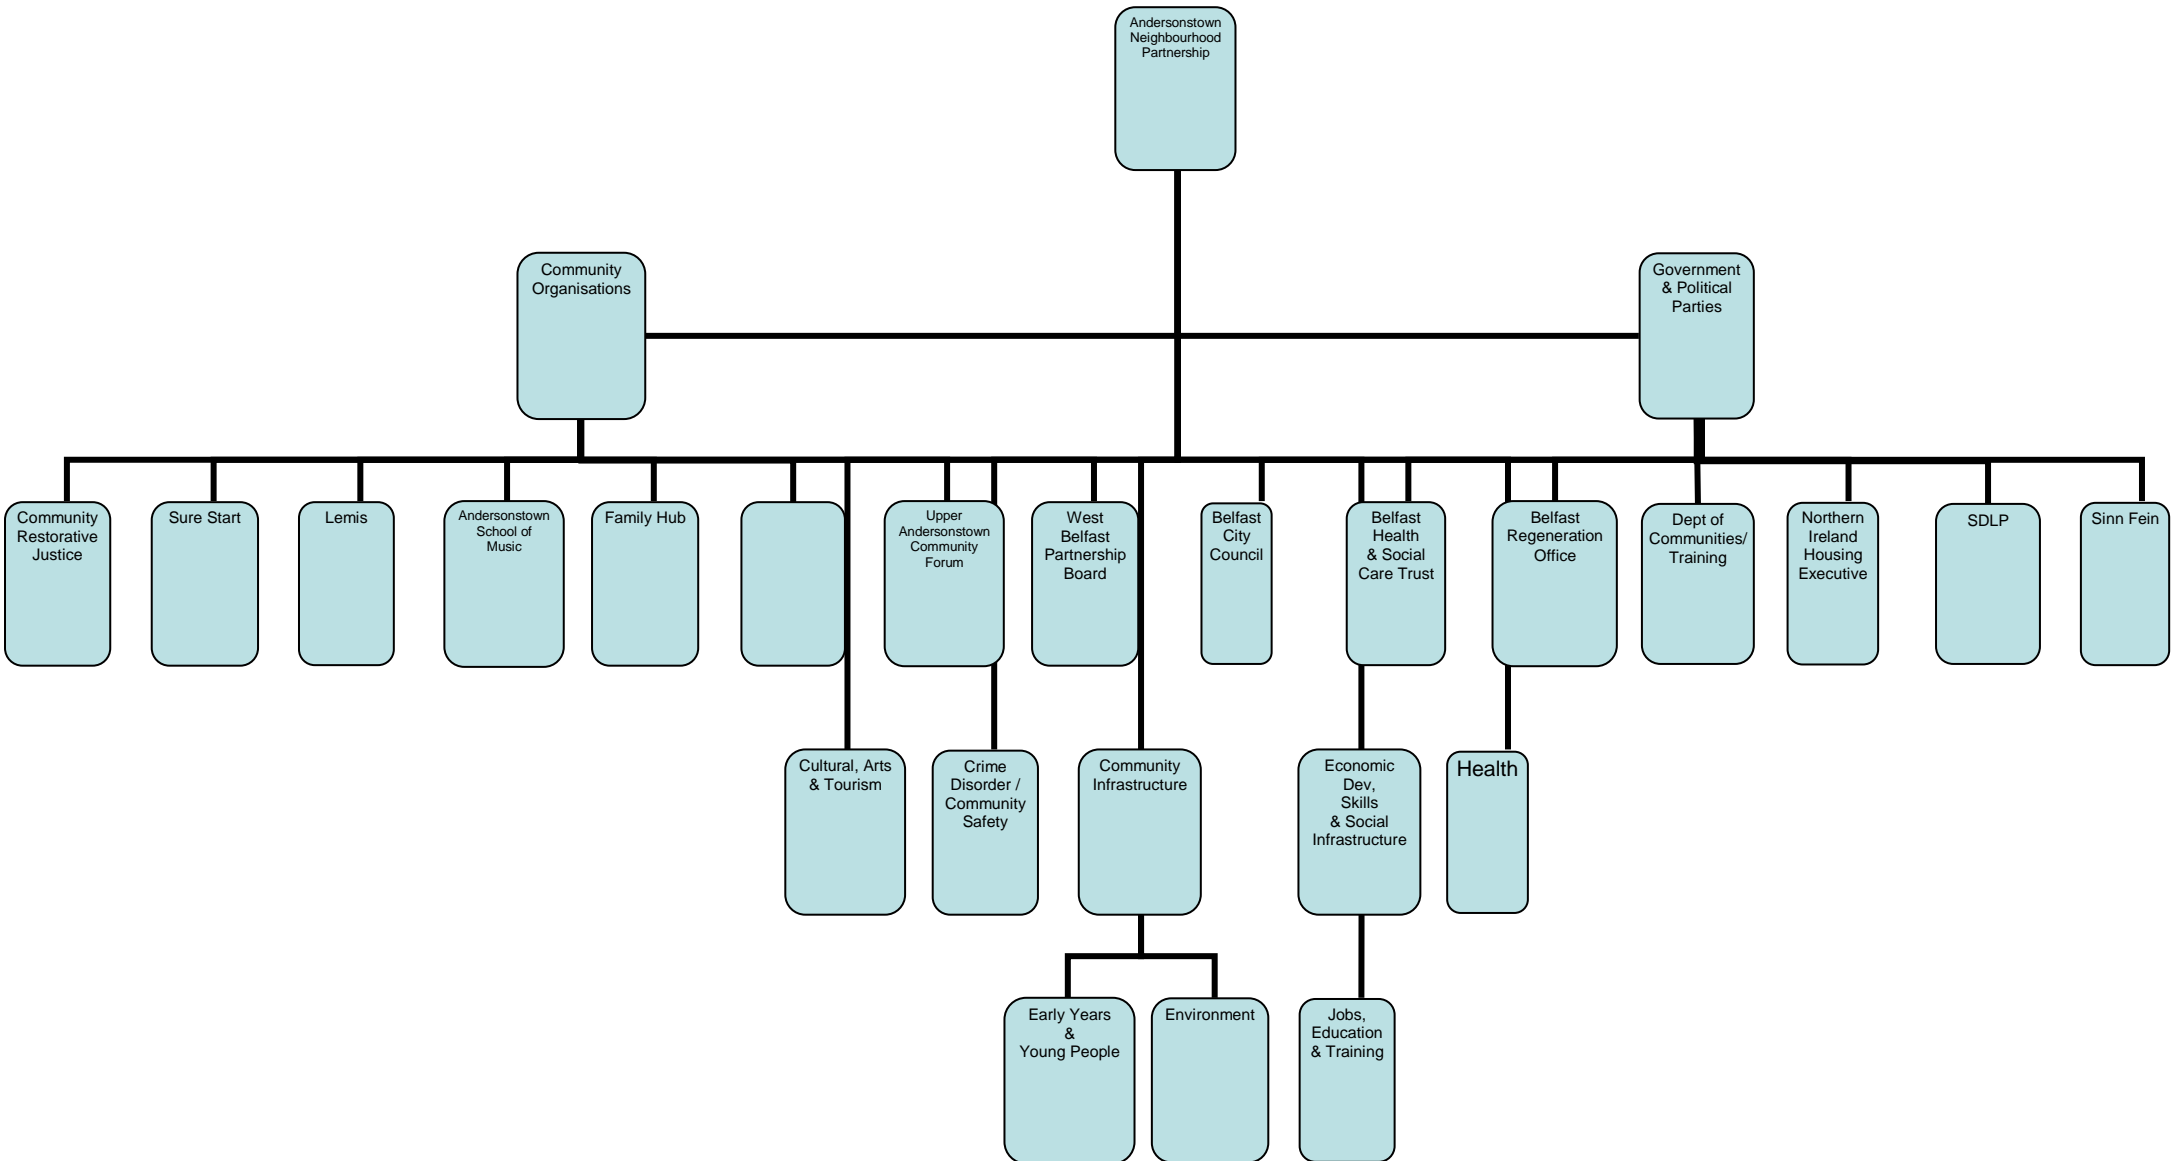 Andersonstown
Neighbourhood
Partnership
Community
Organisations
Government
& Political
Parties
Community
Restorative
Justice
Sure Start
Lemis
Andersonstown
School of
Music
Family Hub
Upper
Andersonstown
Community
Forum
West
Belfast
Partnership
Board
Belfast
City
Council
Belfast
Health
& Social
Care Trust
Belfast
Regeneration
Office
Dept of
Communities/
Training
Northern
Ireland
Housing
Executive
SDLP
Sinn Fein
Cultural, Arts
& Tourism
Crime
Disorder /
Community
Safety
Community
Infrastructure
Economic
Dev,
Skills
& Social
Infrastructure
Health
Early Years
&
Young People
Environment
Jobs,
Education
& Training